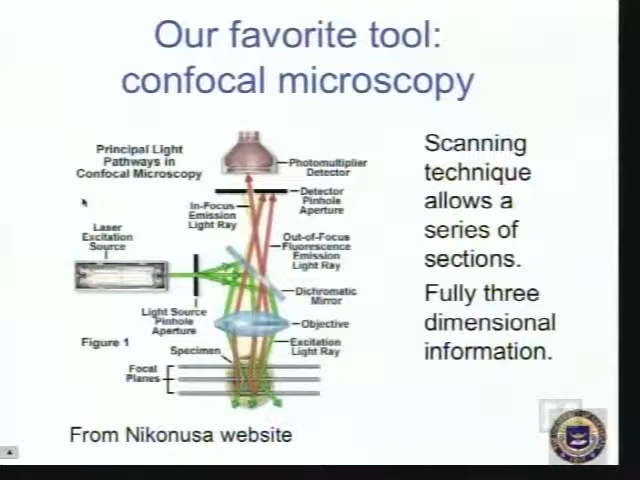 Our favorite tool:
confocal microscopy
Principal Light
Pathways in
Confocal Microscopy
Photomultiplier
Detector
Detector
Pinhole
Aperture
In-Focus
Emission
Light Ray
Laser
Excitation
Source
Out-of-Focus
Fluorescence
Emission
Light Ray
Dichromatic
Mirror
Light Source
Pinhole
Aperture
Objective
Figure 1
Excitation
Light Ray
Specimen
Focal
Planes
Scanning
technique
allows a
series of
sections.
Fully three
dimensional
information.
From Nikonusa website